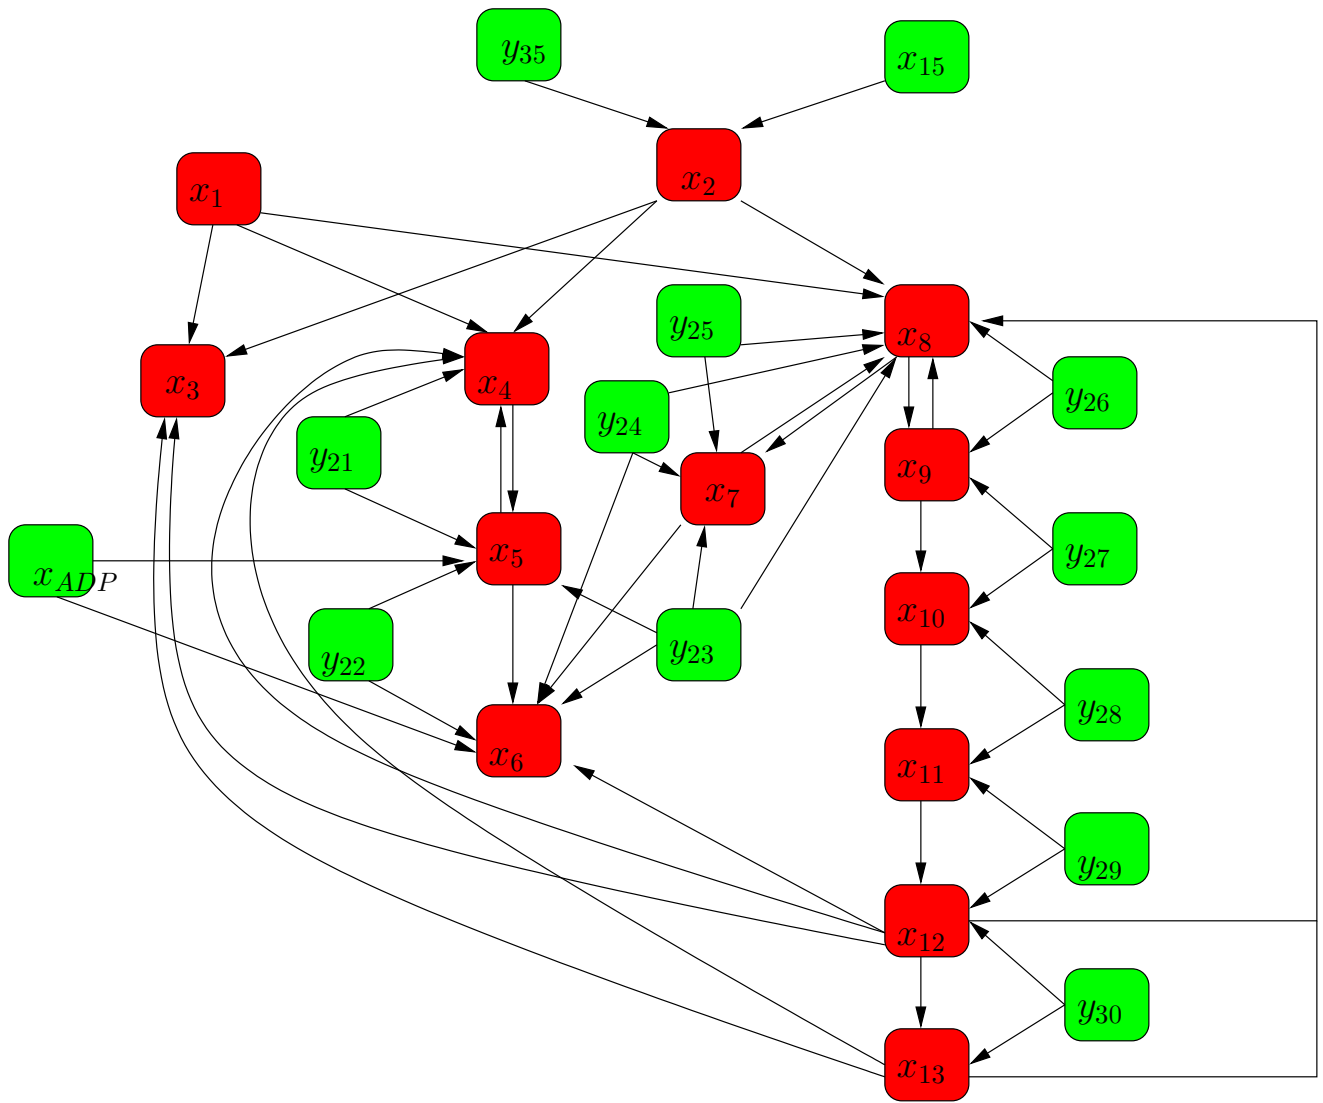 y₃₅
x₁₅
x₂
x₁
y₂₅
x₈
x₃
x₄
y₂₆
y₂₄
y₂₁
x₉
x₇
x₅
y₂₇
x_ADP
x₁₀
y₂₂
y₂₃
y₂₈
x₆
x₁₁
y₂₉
x₁₂
y₃₀
x₁₃